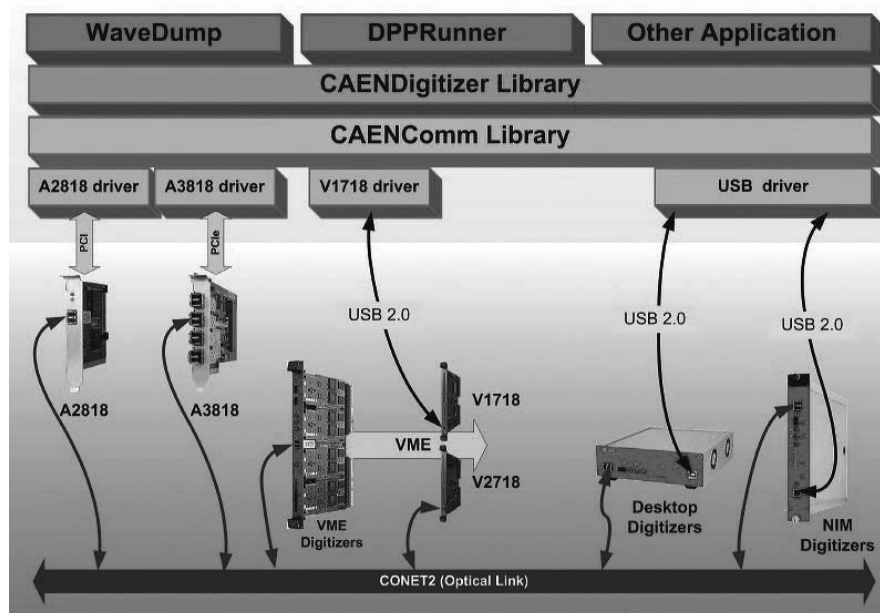 WaveDump
DPPRunner
Other Application
CAENDigitizer Library
CAENComm Library
A2818 driver
A3818 driver
V1718 driver
USB driver
PCI
PCIe
USB 2.0
USB 2.0
USB 2.0
A2818
A3818
V1718
VME
V2718
VME
Digitizers
Desktop
Digitizers
NIM
Digitizers
CONET2 (Optical Link)